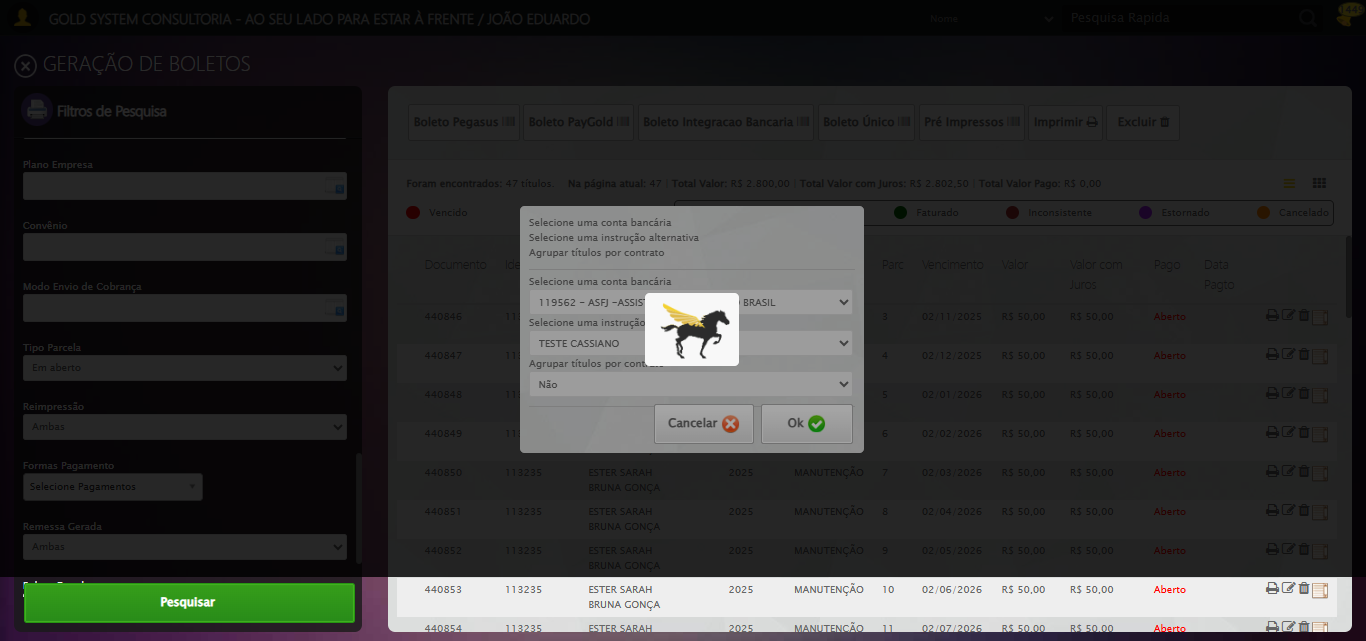 GOLD SYSTEM CONSULTORIA - AO SEU LADO PARA ESTAR À FRENTE / JOÃO EDUARDO
Nome
Pesquisa Rapida
GERAÇÃO DE BOLETOS
Filtros de Pesquisa
Plano Empresa
Convênio
Modo Envio de Cobrança
Tipo Parcela
Em aberto
Reimpressão
Ambas
Formas Pagamento
Selecione Pagamentos
Remessa Gerada
Ambas
Pesquisar
Boleto Pegasus
Boleto PayGold
Boleto Integracao Bancaria
Boleto Único
Pré Impressos
Imprimir
Excluir
Foram encontrados: 47 títulos. Na página atual: 47 | Total Valor: R$ 2.800,00 | Total Valor com Juros: R$ 2.802,50 | Total Valor Pago: R$ 0,00
Vencido
Faturado
Inconsistente
Estornado
Cancelado
Selecione uma conta bancária
Selecione uma instrução alternativa
Agrupar títulos por contrato
Selecione uma conta bancária
119562 - ASFJ -ASSIST BRASIL
Selecione uma instrução
TESTE CASSIANO
Agrupar títulos por
Não
Cancelar
Ok
Documento Parc Vencimento Valor Valor com Juros Pago Data Pagto
440846 3 02/11/2025 R$ 50,00 R$ 50,00 Aberto
440847 4 02/12/2025 R$ 50,00 R$ 50,00 Aberto
440848 5 02/01/2026 R$ 50,00 R$ 50,00 Aberto
440849 6 02/02/2026 R$ 50,00 R$ 50,00 Aberto
440850 113235 ESTER SARAH 2025 MANUTENÇÃO 7 02/03/2026 R$ 50,00 R$ 50,00 Aberto
BRUNA GONÇA
440851 113235 ESTER SARAH 2025 MANUTENÇÃO 8 02/04/2026 R$ 50,00 R$ 50,00 Aberto
BRUNA GONÇA
440852 113235 ESTER SARAH 2025 MANUTENÇÃO 9 02/05/2026 R$ 50,00 R$ 50,00 Aberto
BRUNA GONÇA
440853 113235 ESTER SARAH 2025 MANUTENÇÃO 10 02/06/2026 R$ 50,00 R$ 50,00 Aberto
BRUNA GONÇA
440854 113235 ESTER SARAH 2025 MANUTENÇÃO 11 02/07/2026 R$ 50,00 R$ 50,00 Aberto